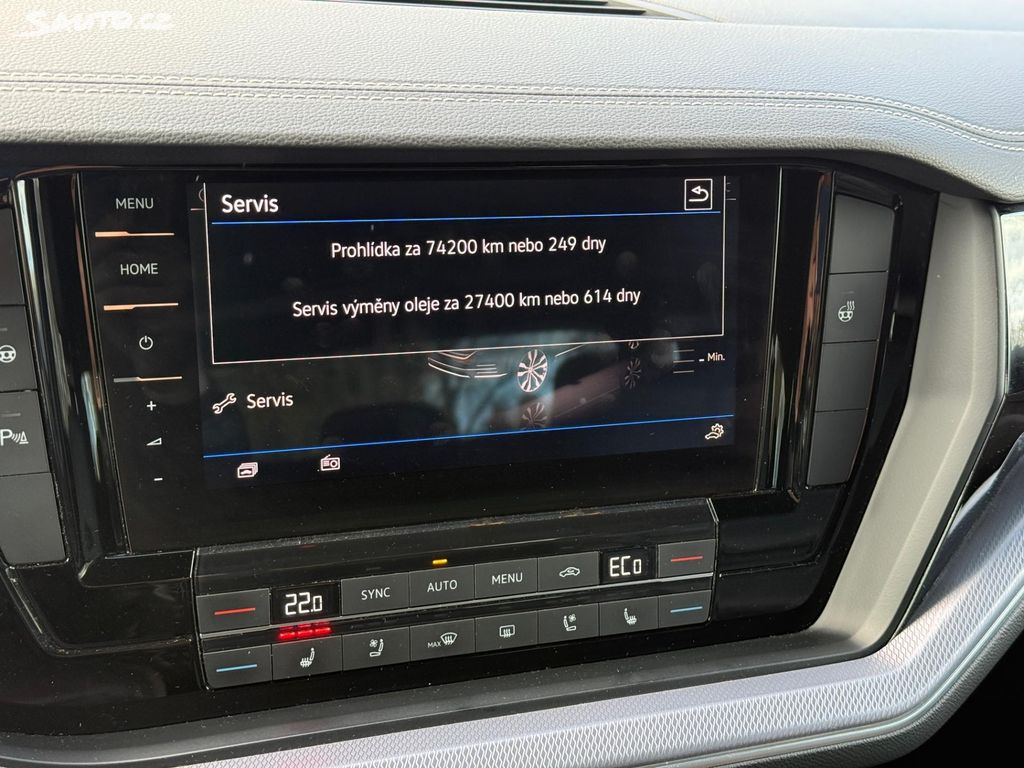 SAUTO.cz
MENU
HOME
Servis
Prohlídka za 74200 km nebo 249 dny
Servis výměny oleje za 27400 km nebo 614 dny
Min.
Servis
+
-
P
SYNC
AUTO
MENU
22.0
ECO
MAX